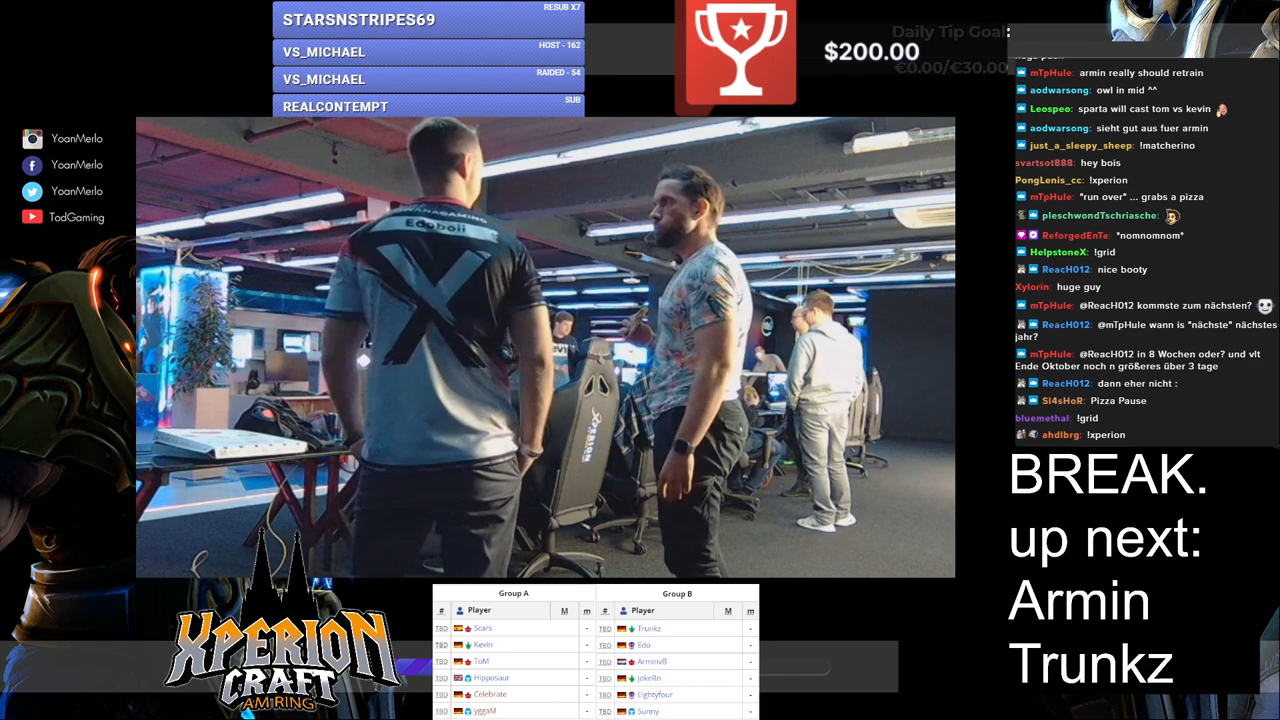 STARSNSTRIPES69
RESUB X7
VS_MICHAEL
HOST - 162
VS_MICHAEL
RAIDED - 54
REALCONTEMPT
SUB
$200.00
Daily Tip Goal:
€0.00/€30.00
YoanMerlo
YoanMerlo
YoanMerlo
TodGaming
WANAGAMING
Edoboii
X
XPERION
mTpHule: armin really should retrain
aodwarsong: owl in mid ^^
Leospeo: sparta will cast tom vs kevin
aodwarsong: sieht gut aus fuer armin
just_a_sleepy_sheep: !matcherino
svartsot888: hey bois
PongLenis_cc: !xperion
mTpHule: "run over" ... grabs a pizza
pleschwondTschriasche:
ReforgedEnTe: *nomnomnom*
HelpstoneX: !grid
ReacH012: nice booty
Xylorin: huge guy
mTpHule: @ReacH012 kommste zum nächsten?
ReacH012: @mTpHule wann is "nächste" nächstes
jahr?
mTpHule: @ReacH012 in 8 Wochen oder? und vlt
Ende Oktober noch n größeres über 3 tage
ReacH012: dann eher nicht :
Sl4sHoR: Pizza Pause
bluemethal: !grid
ahdlbrg: !xperion
BREAK.
up next:
Armin
Trunkz
XPERION
CRAFT
AM RING
Group A
Group B
# Player M m # Player M m
TBD Scars - TBD Trunkz -
TBD Kevin - TBD Edo -
TBD ToM - TBD ArminvB -
TBD Hipposaur - TBD JokeRn -
TBD Celebrate - TBD Eightyfour -
TBD yggaM - TBD Sunny -